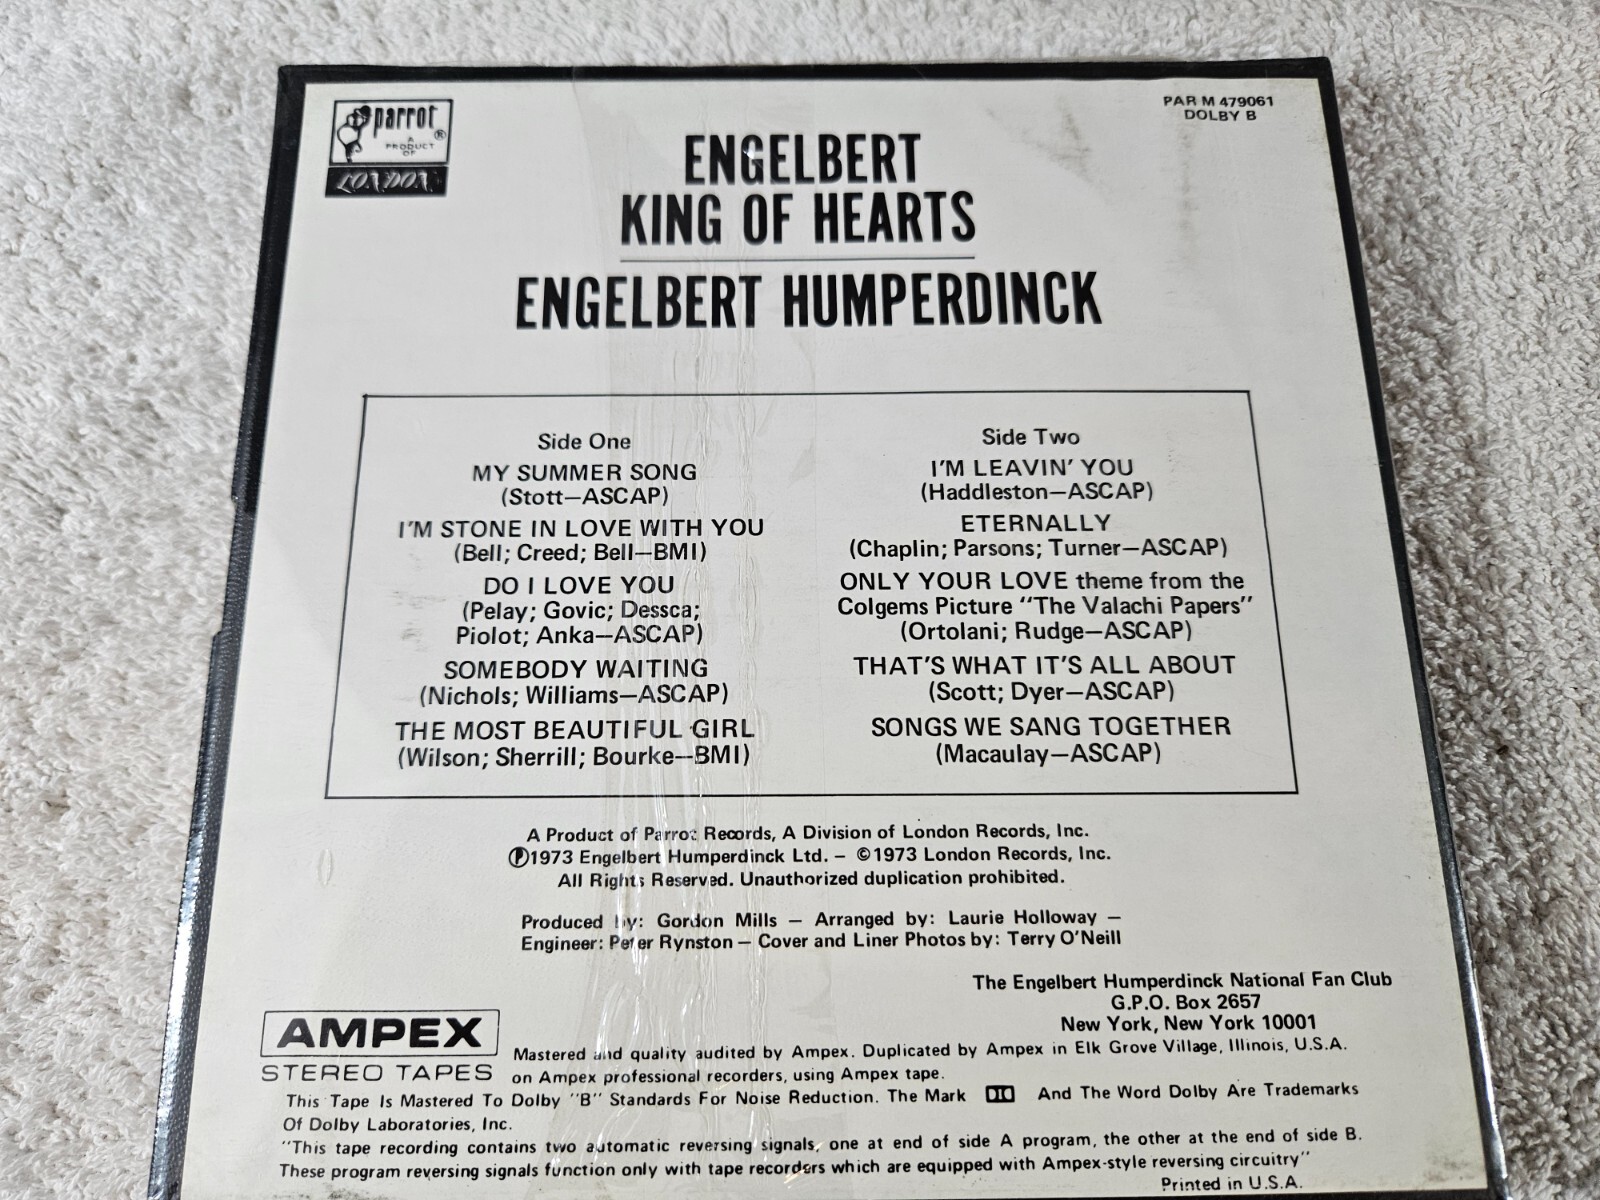 parrot ®
A
PRODUCT
OF
LONDON
PAR M 479061
DOLBY B
ENGELBERT
KING OF HEARTS
ENGELBERT HUMPERDINCK
Side One
MY SUMMER SONG
(Stott—ASCAP)
I'M STONE IN LOVE WITH YOU
(Bell; Creed; Bell—BMI)
DO I LOVE YOU
(Pelay; Govic; Dessca;
Piolot; Anka—ASCAP)
SOMEBODY WAITING
(Nichols; Williams—ASCAP)
THE MOST BEAUTIFUL GIRL
(Wilson; Sherrill; Bourke—BMI)
Side Two
I'M LEAVIN' YOU
(Haddleston—ASCAP)
ETERNALLY
(Chaplin; Parsons; Turner—ASCAP)
ONLY YOUR LOVE theme from the
Colgems Picture "The Valachi Papers"
(Ortolani; Rudge—ASCAP)
THAT'S WHAT IT'S ALL ABOUT
(Scott; Dyer—ASCAP)
SONGS WE SANG TOGETHER
(Macaulay—ASCAP)
A Product of Parrot Records, A Division of London Records, Inc.
Ⓟ1973 Engelbert Humperdinck Ltd. – ©1973 London Records, Inc.
All Rights Reserved. Unauthorized duplication prohibited.
Produced by: Gordon Mills — Arranged by: Laurie Holloway —
Engineer: Peter Rynston — Cover and Liner Photos by: Terry O'Neill
The Engelbert Humperdinck National Fan Club
G.P.O. Box 2657
New York, New York 10001
AMPEX
STEREO TAPES
Mastered and quality audited by Ampex. Duplicated by Ampex in Elk Grove Village, Illinois, U.S.A.
on Ampex professional recorders, using Ampex tape.
This Tape Is Mastered To Dolby "B" Standards For Noise Reduction. The Mark And The Word Dolby Are Trademarks
Of Dolby Laboratories, Inc.
"This tape recording contains two automatic reversing signals, one at end of side A program, the other at the end of side B.
These program reversing signals function only with tape recorders which are equipped with Ampex-style reversing circuitry"
Printed in U.S.A.